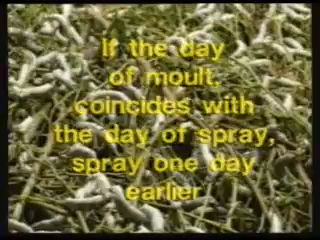 If the day
of moult,
coincides with
the day of spray,
spray one day
earlier